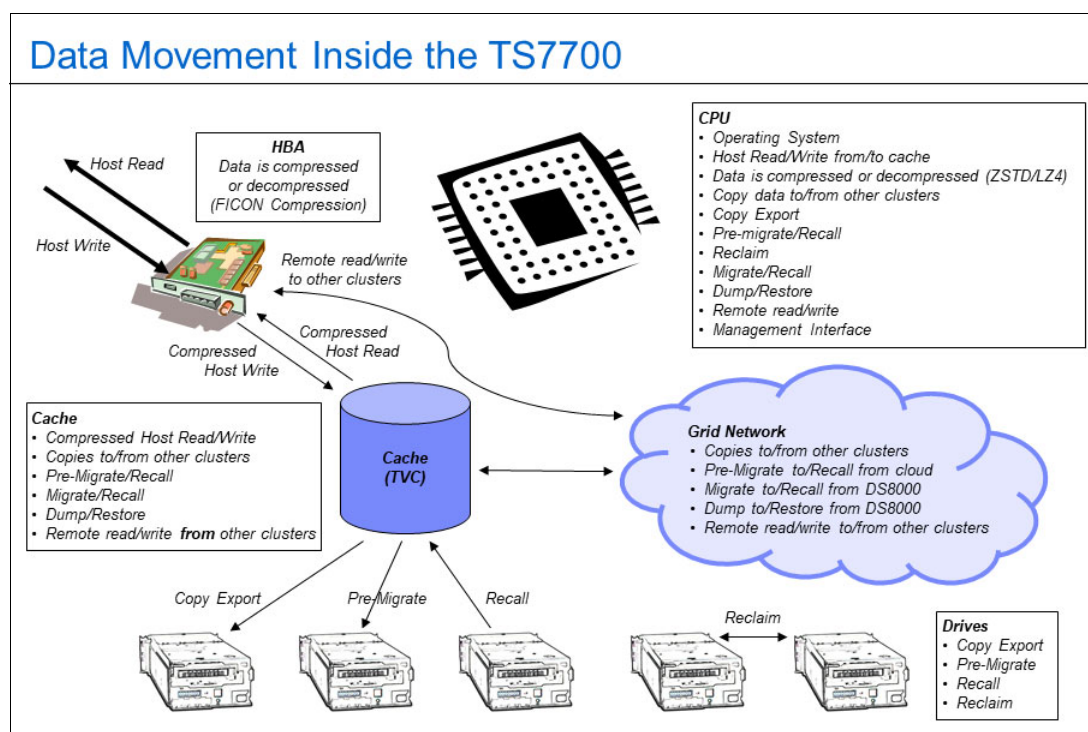 Data Movement Inside the TS7700
Host Read
Host Write
HBA
Data is compressed
or decompressed
(FICON Compression)
CPU
• Operating System
• Host Read/Write from/to cache
• Data is compressed or decompressed (ZSTD/LZ4)
• Copy data to/from other clusters
• Copy Export
• Pre-migrate/Recall
• Reclaim
• Migrate/Recall
• Dump/Restore
• Remote read/write
• Management Interface
Remote read/write
to other clusters
Compressed
Host Read
Compressed
Host Write
Cache
• Compressed Host Read/Write
• Copies to/from other clusters
• Pre-Migrate/Recall
• Migrate/Recall
• Dump/Restore
• Remote read/write from other clusters
Cache
(TVC)
Grid Network
• Copies to/from other clusters
• Pre-Migrate to/Recall from cloud
• Migrate to/Recall from DS8000
• Dump to/Restore from DS8000
• Remote read/write to/from other clusters
Copy Export
Pre-Migrate
Recall
Reclaim
Drives
• Copy Export
• Pre-Migrate
• Recall
• Reclaim